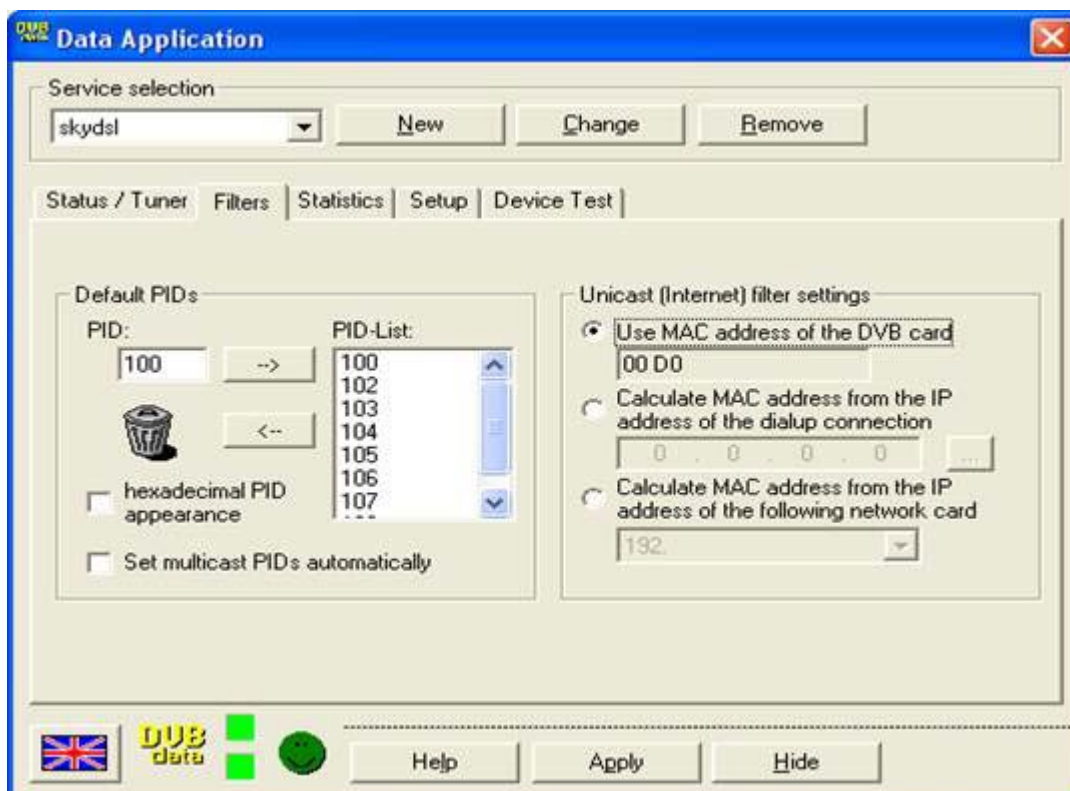 DVB data Data Application
Service selection
skydsl New Change Remove
Status / Tuner Filters Statistics Setup Device Test
Default PIDs
PID:
100
-->
<--
PID-List:
100
102
103
104
105
106
107
hexadecimal PID
appearance
Set multicast PIDs automatically
Unicast (Internet) filter settings
Use MAC address of the DVB card
00 D0
Calculate MAC address from the IP
address of the dialup connection
0 . 0 . 0 . 0 ...
Calculate MAC address from the IP
address of the following network card
192.
DVB
data
Help Apply Hide